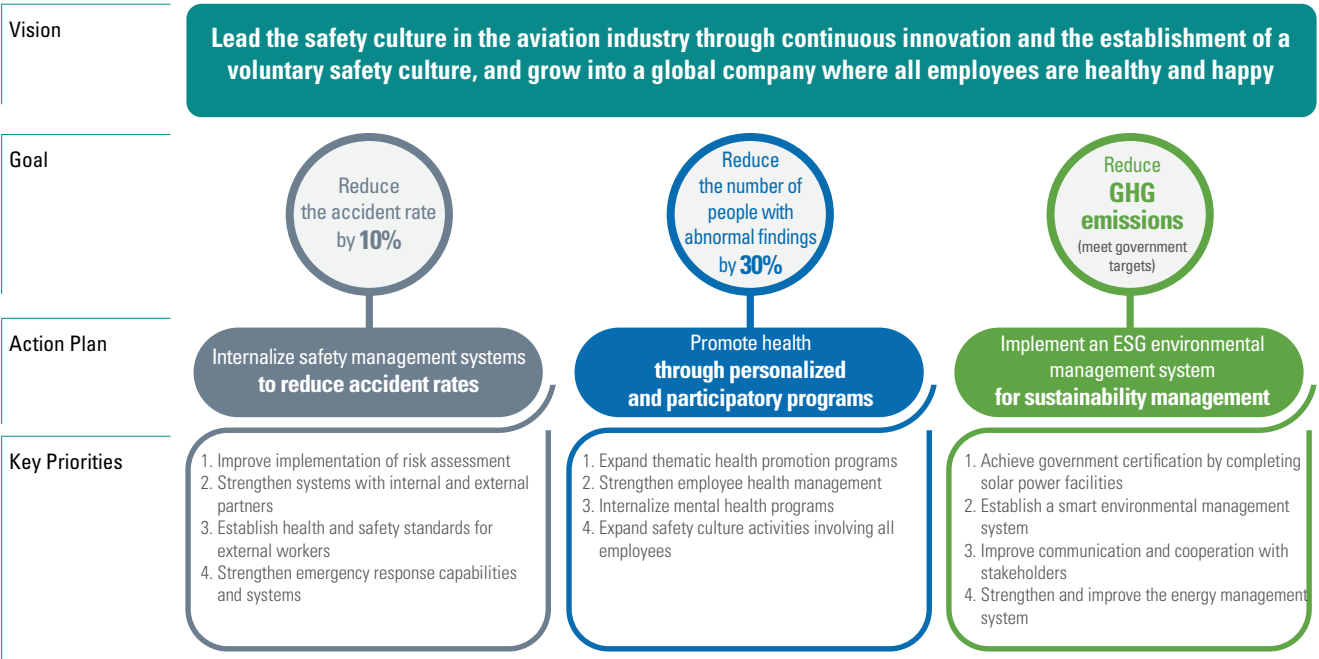 Vision
Lead the safety culture in the aviation industry through continuous innovation and the establishment of a
voluntary safety culture, and grow into a global company where all employees are healthy and happy
Goal
Reduce
the accident rate
by 10%
Reduce
the number of
people with
abnormal findings
by 30%
Reduce
GHG
emissions
(meet government
targets)
Action Plan
Internalize safety management systems
to reduce accident rates
Promote health
through personalized
and participatory programs
Implement an ESG environmental
management system
for sustainability management
Key Priorities
1. Improve implementation of risk assessment
2. Strengthen systems with internal and external
partners
3. Establish health and safety standards for
external workers
4. Strengthen emergency response capabilities
and systems
1. Expand thematic health promotion programs
2. Strengthen employee health management
3. Internalize mental health programs
4. Expand safety culture activities involving all
employees
1. Achieve government certification by completing
solar power facilities
2. Establish a smart environmental management
system
3. Improve communication and cooperation with
stakeholders
4. Strengthen and improve the energy management
system